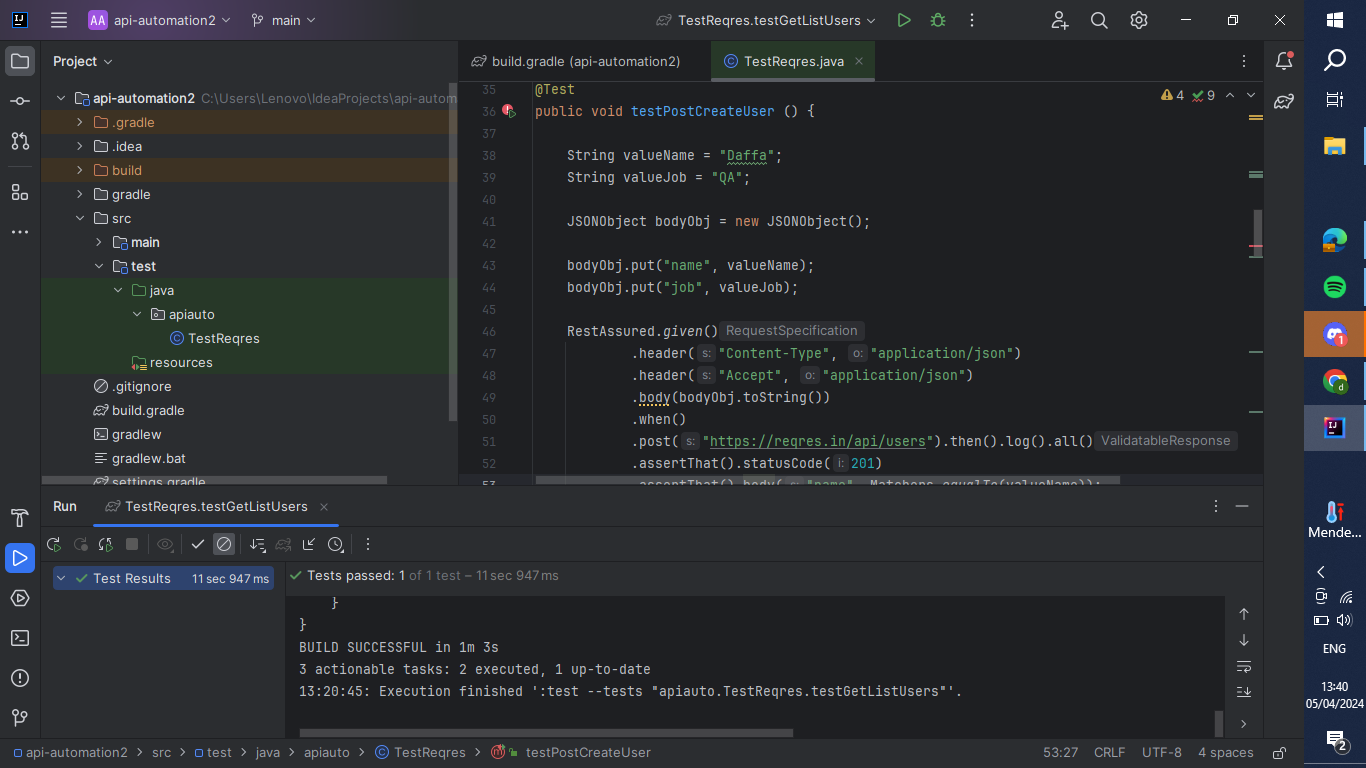 AA api-automation2 main TestReqres.testGetListUsers
Project
build.gradle (api-automation2) TestReqres.java
api-automation2 C:\Users\Lenovo\IdeaProjects\api-autom
.gradle
.idea
build
gradle
src
main
test
java
apiauto
TestReqres
resources
.gitignore
build.gradle
gradlew
gradlew.bat
settings.gradle
4 9
35 @Test
36 public void testPostCreateUser () {
37
38 String valueName = "Daffa";
39 String valueJob = "QA";
40
41 JSONObject bodyObj = new JSONObject();
42
43 bodyObj.put("name", valueName);
44 bodyObj.put("job", valueJob);
45
46 RestAssured.given() RequestSpecification
47 .header( s: "Content-Type", o: "application/json")
48 .header( s: "Accept", o: "application/json")
49 .body(bodyObj.toString())
50 .when()
51 .post( s: "https://reqres.in/api/users").then().log().all() ValidatableResponse
52 .assertThat().statusCode( i: 201)
53 .assertThat().body( s: "name", Matchers.equalTo(valueName));
Run TestReqres.testGetListUsers
Test Results 11 sec 947 ms
Tests passed: 1 of 1 test – 11 sec 947 ms
}
}
BUILD SUCCESSFUL in 1m 3s
3 actionable tasks: 2 executed, 1 up-to-date
13:20:45: Execution finished ':test --tests "apiauto.TestReqres.testGetListUsers"'.
api-automation2 src test java apiauto TestReqres testPostCreateUser
53:27 CRLF UTF-8 4 spaces
1
d
Mende...
ENG
13:40
05/04/2024
2